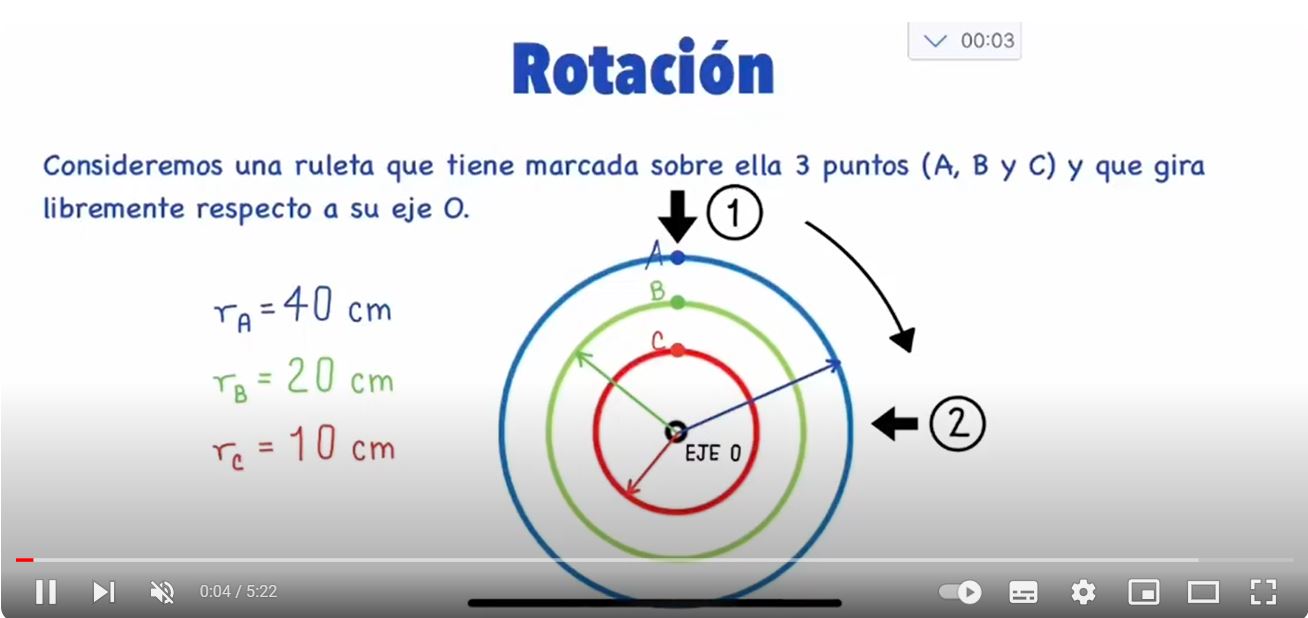 Rotación
00:03
Consideremos una ruleta que tiene marcada sobre ella 3 puntos (A, B y C) y que gira
libremente respecto a su eje O.
1
A
B
C
r_A = 40 cm
r_B = 20 cm
r_C = 10 cm
2
EJE O
0:04 / 5:22